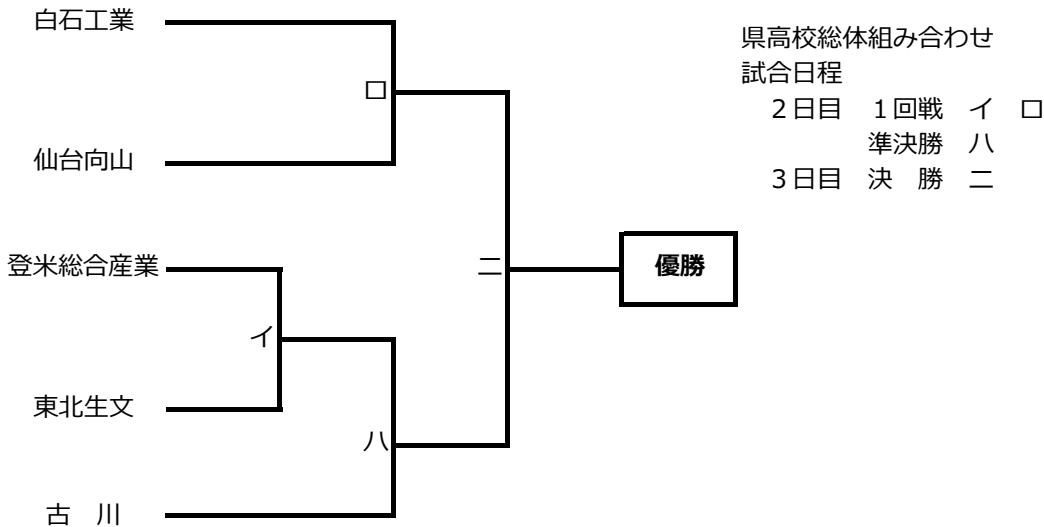 白石工業
県高校総体組み合わせ
試合日程
ロ
2日目 1回戦 イ ロ
準決勝 ハ
仙台向山
3日目 決 勝 ニ
登米総合産業
ニ
優勝
イ
東北生文
ハ
古 川